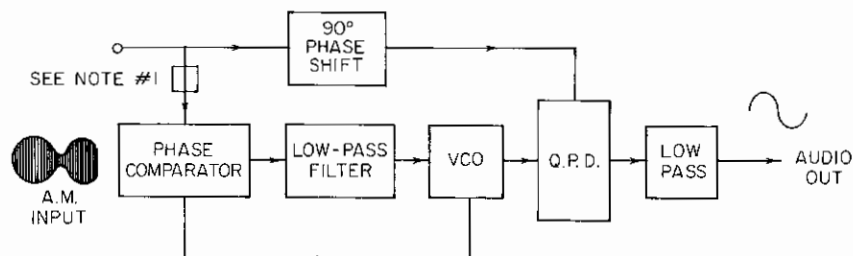 90°
PHASE
SHIFT
SEE NOTE #1
PHASE
COMPARATOR
LOW-PASS
FILTER
VCO
Q.P.D.
LOW
PASS
AUDIO
OUT
A.M.
INPUT